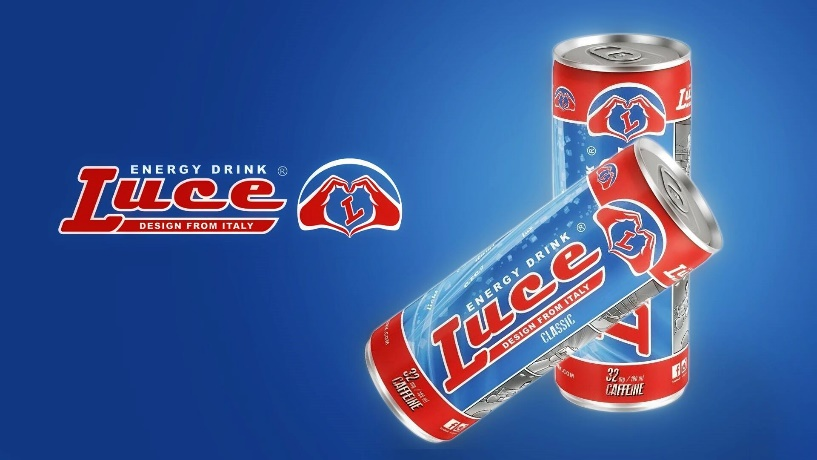 ENERGY DRINK ®
Luce
DESIGN FROM ITALY
L
L
ENERGY DRINK ®
Luce
DESIGN FROM ITALY
CLASSIC
L
32
CAFFEINE
32
CAFFEINE